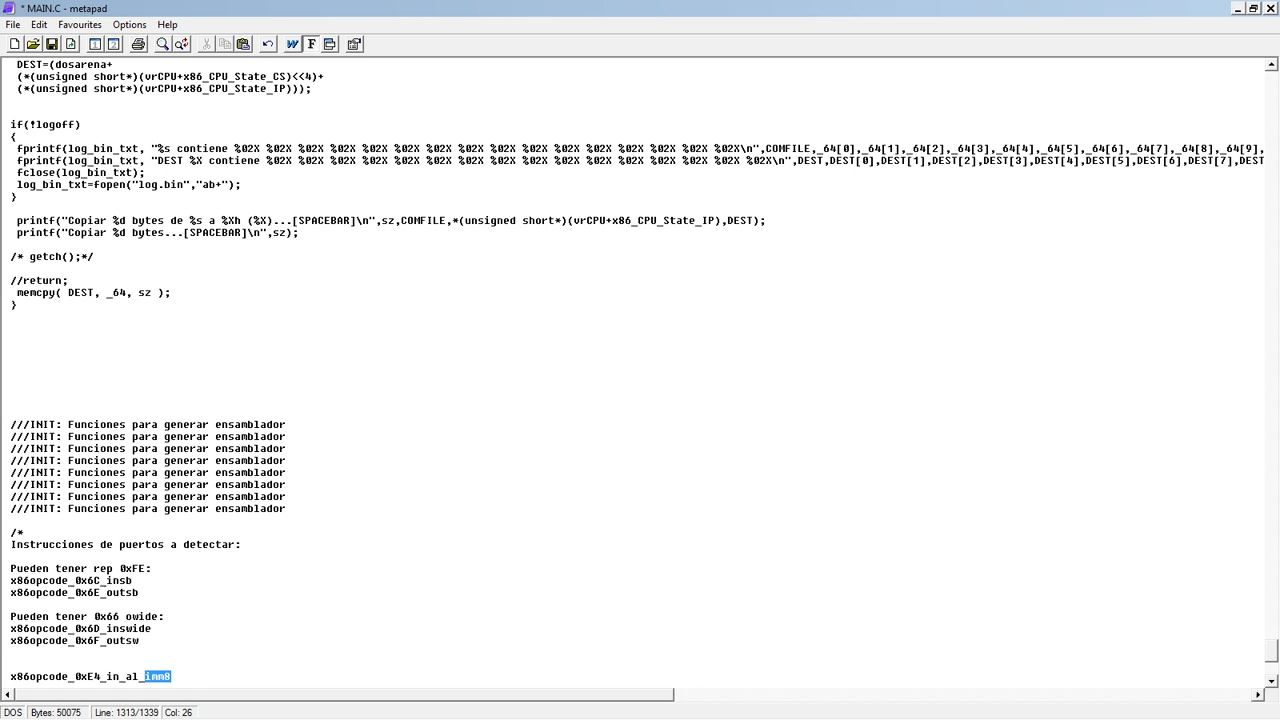 * MAIN.C - metapad
File Edit Favourites Options Help
DEST=(dosarena+
(*(unsigned short*)(vrCPU+x86_CPU_State_CS)<<4)+
(*(unsigned short*)(vrCPU+x86_CPU_State_IP)));
if(!logoff)
{
fprintf(log_bin_txt, "%s contiene %02X %02X %02X %02X %02X %02X %02X %02X %02X %02X %02X %02X %02X %02X %02X %02X\n",COMFILE,_64[0],_64[1],_64[2],_64[3],_64[4],_64[5],_64[6],_64[7],_64[8],_64[9],
fprintf(log_bin_txt, "DEST %X contiene %02X %02X %02X %02X %02X %02X %02X %02X %02X %02X %02X %02X %02X %02X %02X %02X\n",DEST,DEST[0],DEST[1],DEST[2],DEST[3],DEST[4],DEST[5],DEST[6],DEST[7],DEST
fclose(log_bin_txt);
log_bin_txt=fopen("log.bin","ab+");
}
printf("Copiar %d bytes de %s a %Xh (%X)...[SPACEBAR]\n",sz,COMFILE,*(unsigned short*)(vrCPU+x86_CPU_State_IP),DEST);
printf("Copiar %d bytes...[SPACEBAR]\n",sz);
/* getch();*/
//return;
memcpy( DEST, _64, sz );
}
///INIT: Funciones para generar ensamblador
///INIT: Funciones para generar ensamblador
///INIT: Funciones para generar ensamblador
///INIT: Funciones para generar ensamblador
///INIT: Funciones para generar ensamblador
///INIT: Funciones para generar ensamblador
///INIT: Funciones para generar ensamblador
///INIT: Funciones para generar ensamblador
/*
Instrucciones de puertos a detectar:
Pueden tener rep 0xFE:
x86opcode_0x6C_insb
x86opcode_0x6E_outsb
Pueden tener 0x66 owide:
x86opcode_0x6D_inswide
x86opcode_0x6F_outsw
x86opcode_0xE4_in_al_imm8
DOS Bytes: 50075 Line: 1313/1339 Col: 26